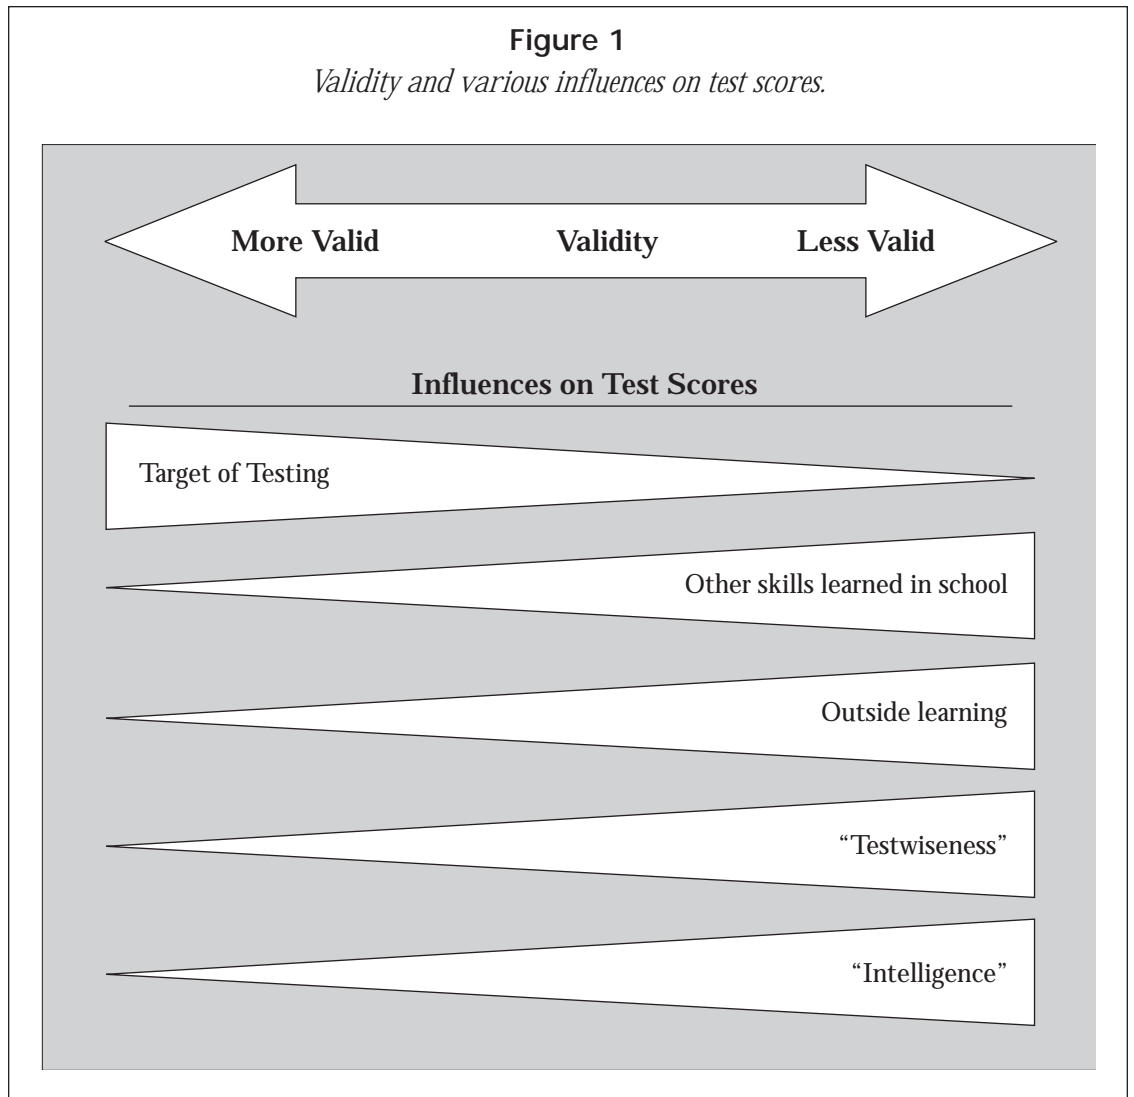 Figure 1
Validity and various influences on test scores.
More Valid Validity Less Valid
Influences on Test Scores
Target of Testing
Other skills learned in school
Outside learning
“Testwiseness”
“Intelligence”